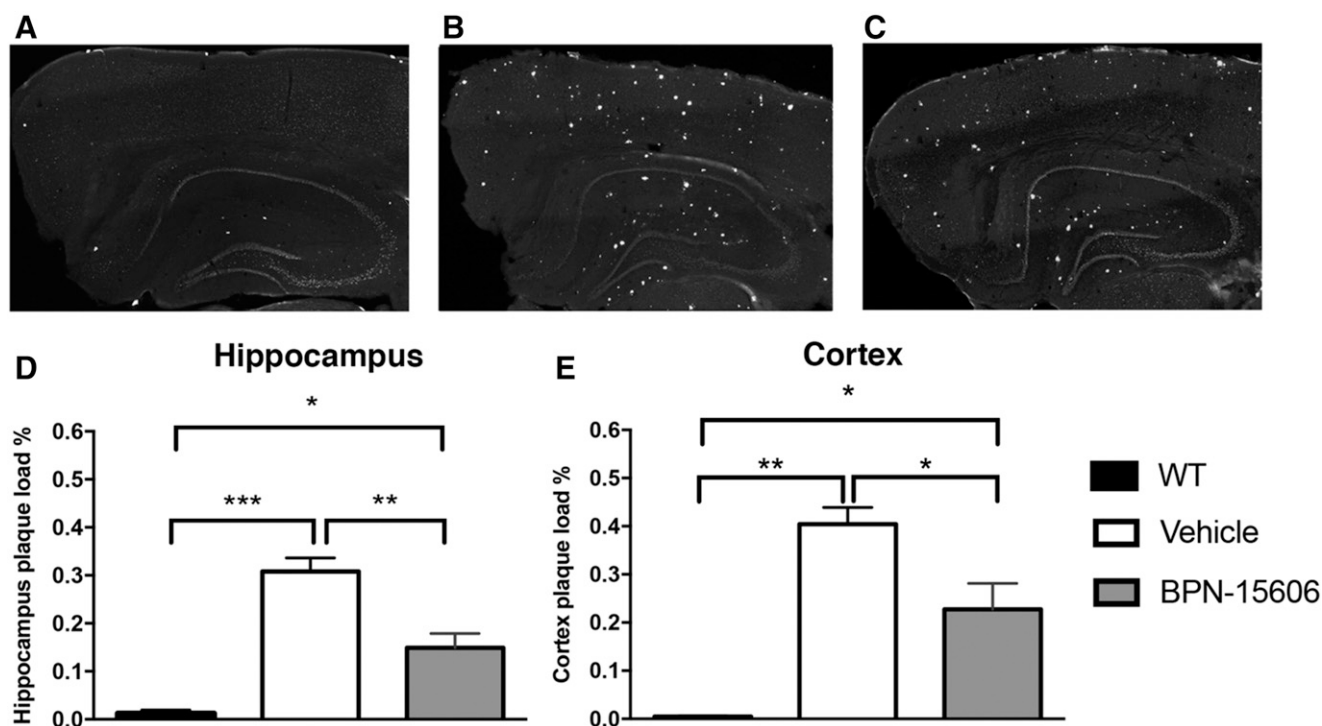 A
B
C
D
Hippocampus
Hippocampus plaque load %
0.6
0.5
0.4
0.3
0.2
0.1
0.0
*
***
**
E
Cortex
Cortex plaque load %
0.6
0.5
0.4
0.3
0.2
0.1
0.0
*
**
*
WT
Vehicle
BPN-15606